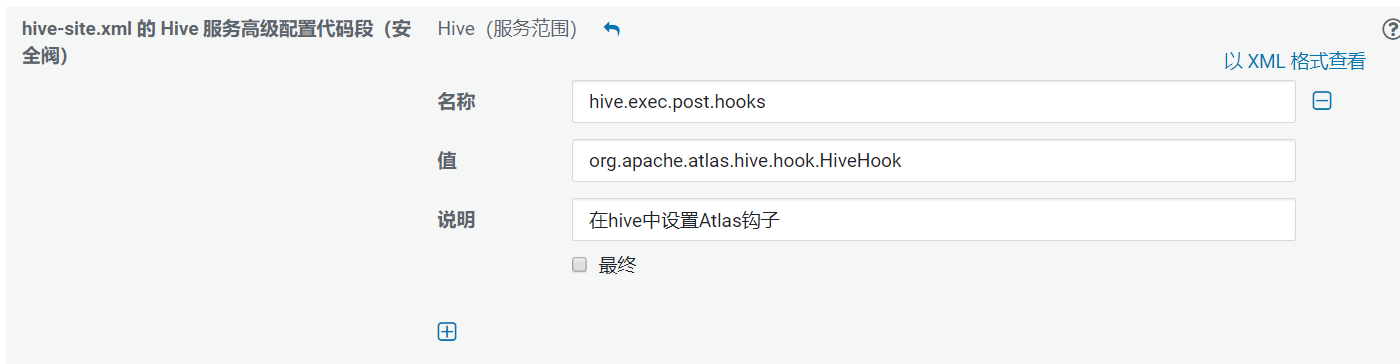 hive-site.xml 的 Hive 服务高级配置代码段（安
全阀）
Hive（服务范围）
以 XML 格式查看
名称
hive.exec.post.hooks
值
org.apache.atlas.hive.hook.HiveHook
说明
在hive中设置Atlas钩子
最终